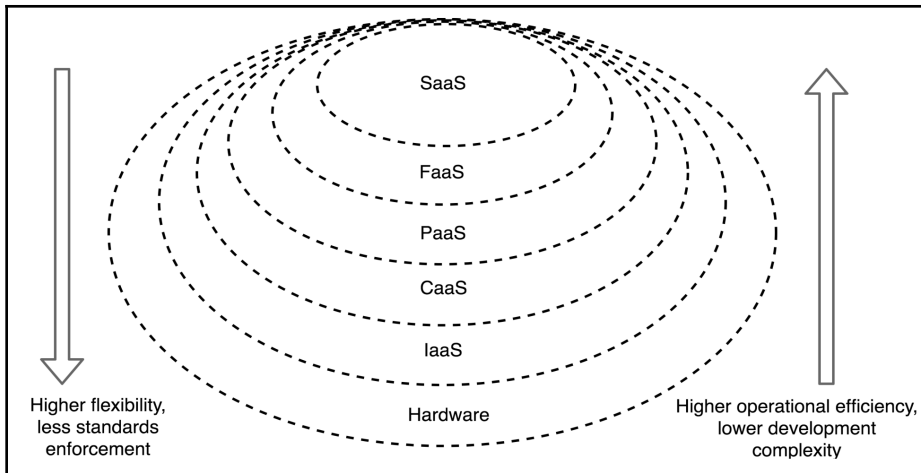 SaaS
FaaS
PaaS
CaaS
IaaS
Hardware
Higher flexibility,
less standards
enforcement
Higher operational efficiency,
lower development
complexity